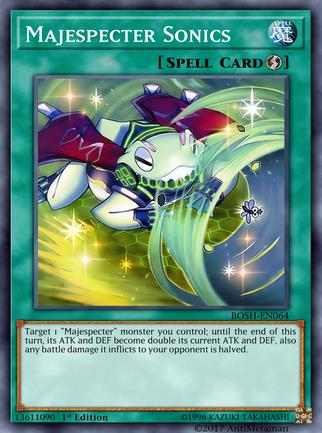 Majespecter Sonics
[Spell Card]
BOSH-EN064
Target 1 "Majespecter" monster you control; until the end of this
turn, its ATK and DEF become double its current ATK and DEF, also
any battle damage it inflicts to your opponent is halved.
13611090 1st Edition ©1996 KAZUKI TAKAHASHI
©2017 AntiMetaman